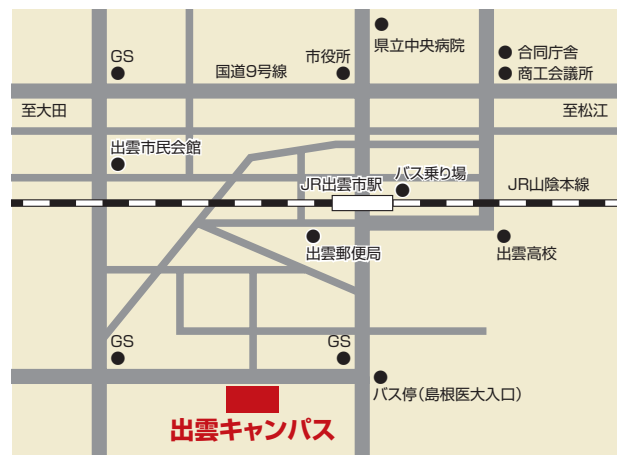 県立中央病院
GS
市役所
合同庁舎
国道9号線
商工会議所
至大田
至松江
出雲市民会館
バス乗り場
JR出雲市駅
JR山陰本線
出雲郵便局
出雲高校
GS
GS
バス停（島根医大入口）
出雲キャンパス